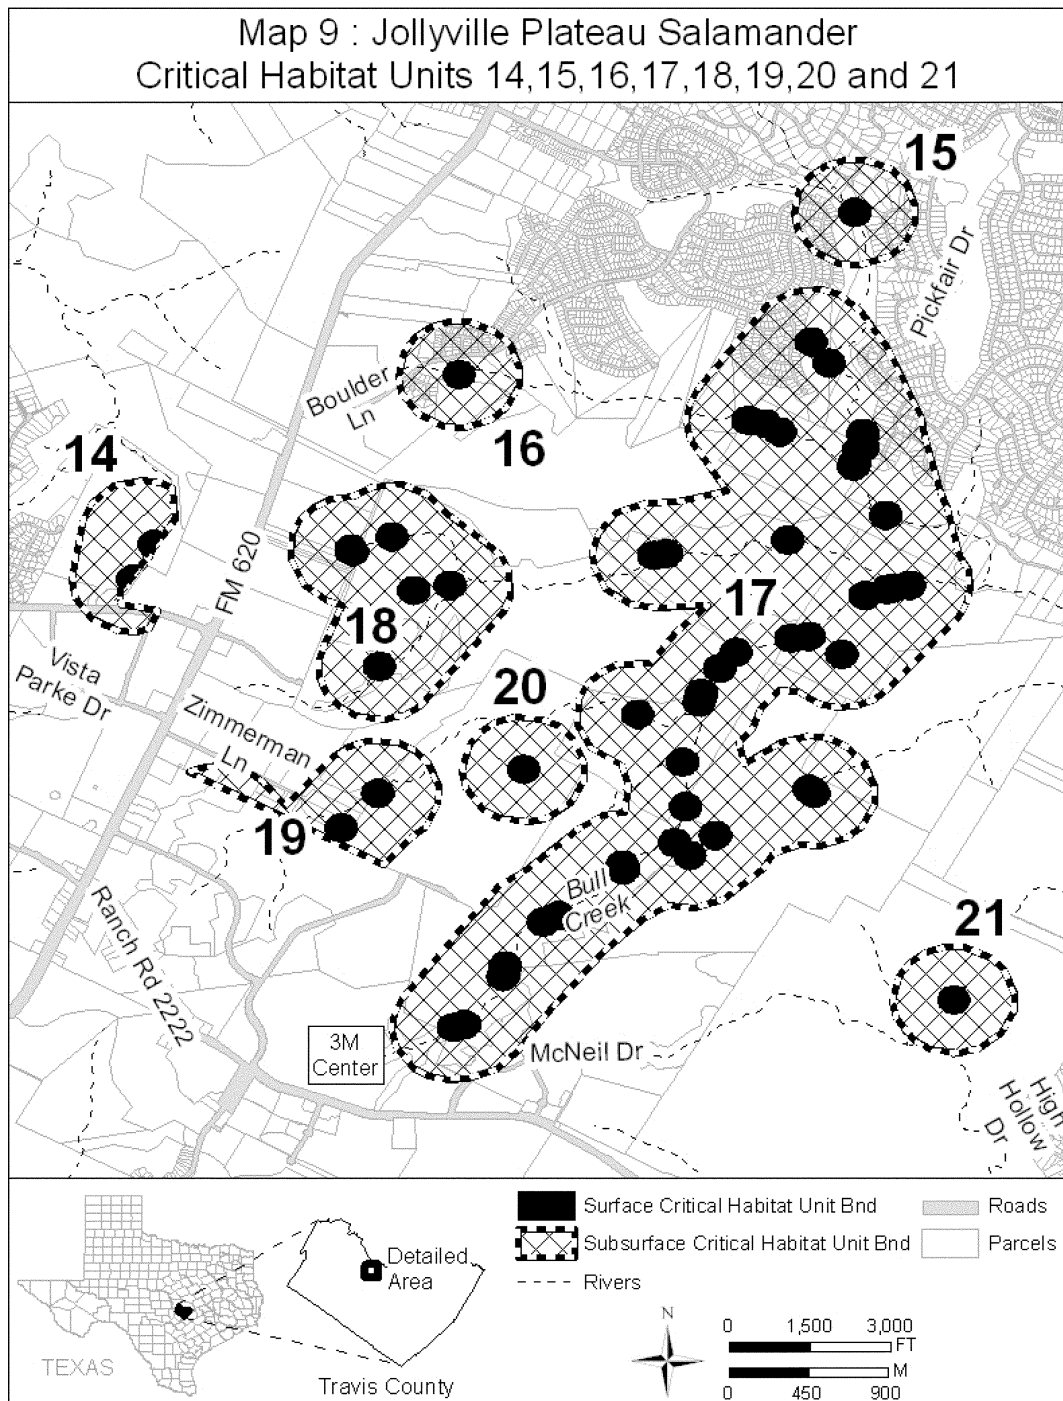 Map 9 : Jollyville Plateau Salamander
Critical Habitat Units 14,15,16,17,18,19,20 and 21
15
Pickfair Dr
Boulder
Ln
16
14
FM 620
17
18
Vista
Parke Dr
20
Zimmerman
Ln
19
Bull
Creek
21
Ranch Rd 2222
3M
Center
McNeil Dr
High
Hollow
Dr
Surface Critical Habitat Unit Bnd
Roads
Subsurface Critical Habitat Unit Bnd
Parcels
Rivers
Detailed
Area
TEXAS
Travis County
N
0 1,500 3,000
FT
M
0 450 900